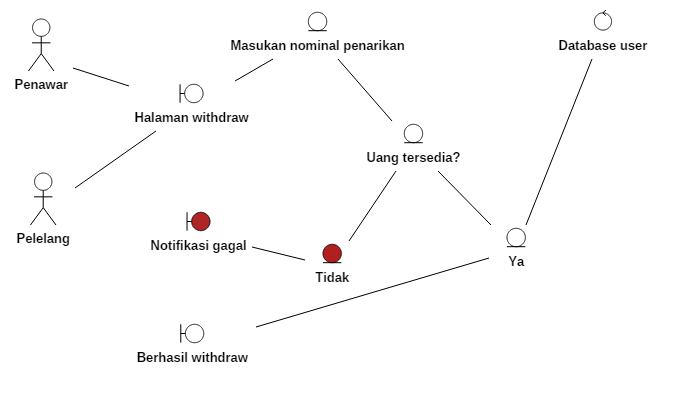 Masukan nominal penarikan
Database user
Penawar
Halaman withdraw
Uang tersedia?
Pelelang
Notifikasi gagal
Tidak
Ya
Berhasil withdraw